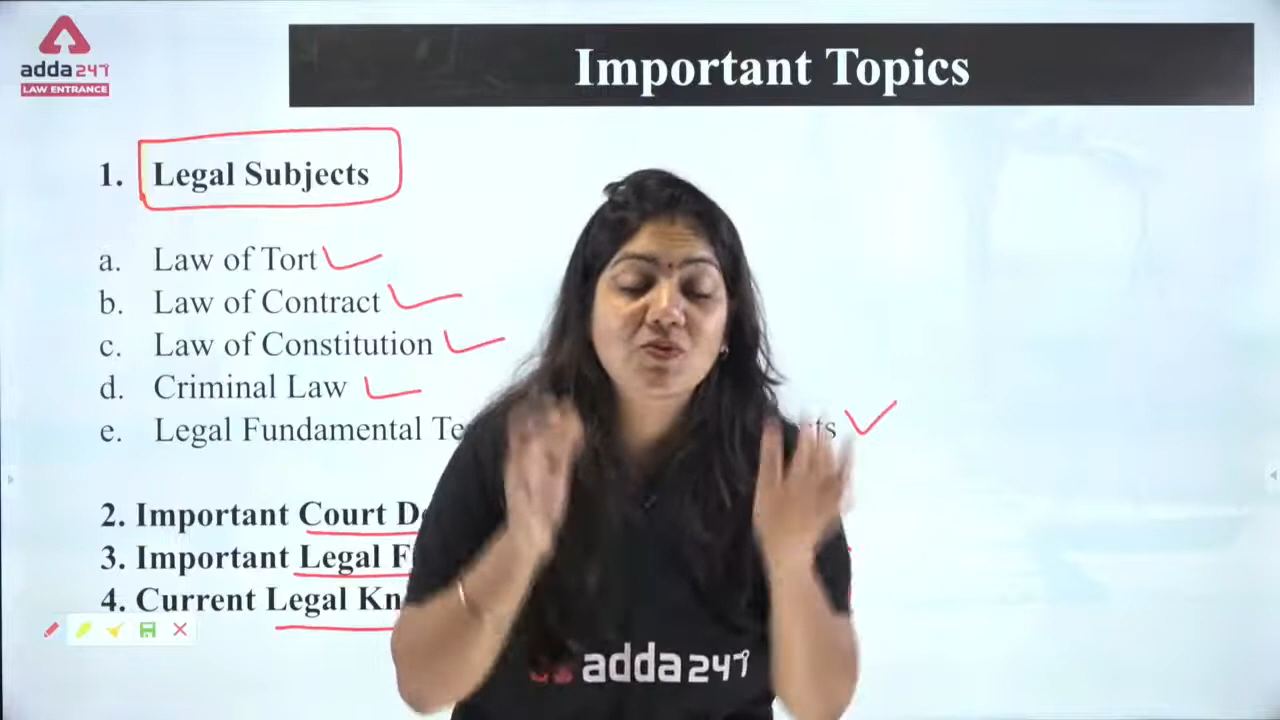 adda247
LAW ENTRANCE
Important Topics
1. Legal Subjects
a. Law of Tort
b. Law of Contract
c. Law of Constitution
d. Criminal Law
e. Legal Fundamental
2. Important Court
3. Important Legal
4. Current Legal
adda247